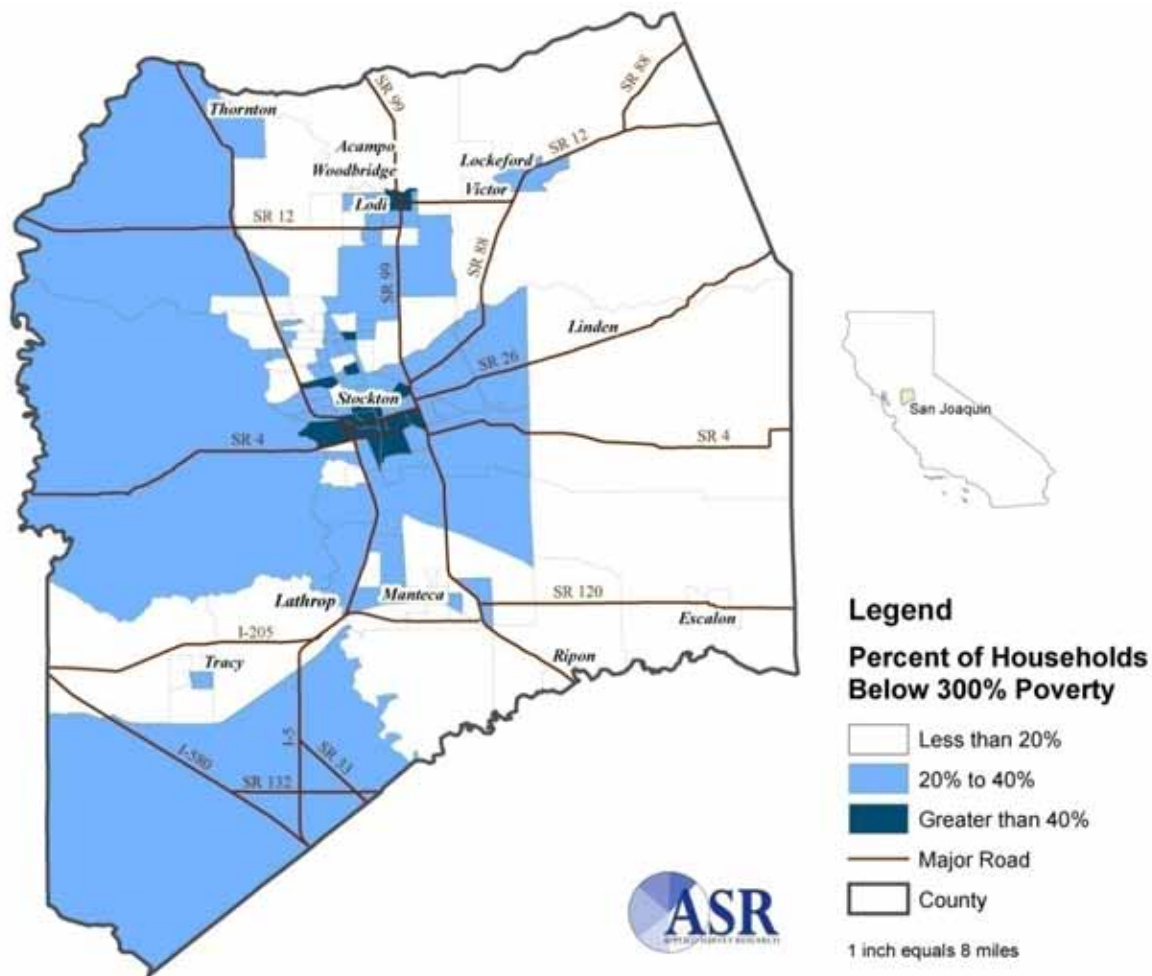 SR 99
SR 88
Thornton
Acampo
Woodbridge
Lockeford
SR 12
Victor
Lodi
SR 12
SR 99
SR 88
Linden
SR 26
Stockton
SR 4
SR 4
San Joaquin
Lathrop
Manteca
SR 120
Escalon
I-205
Tracy
Ripon
I-580
I-5
SR 33
SR 132
Legend
Percent of Households
Below 300% Poverty
Less than 20%
20% to 40%
Greater than 40%
Major Road
County
1 inch equals 8 miles
ASR
APPLIED SURVEY RESEARCH